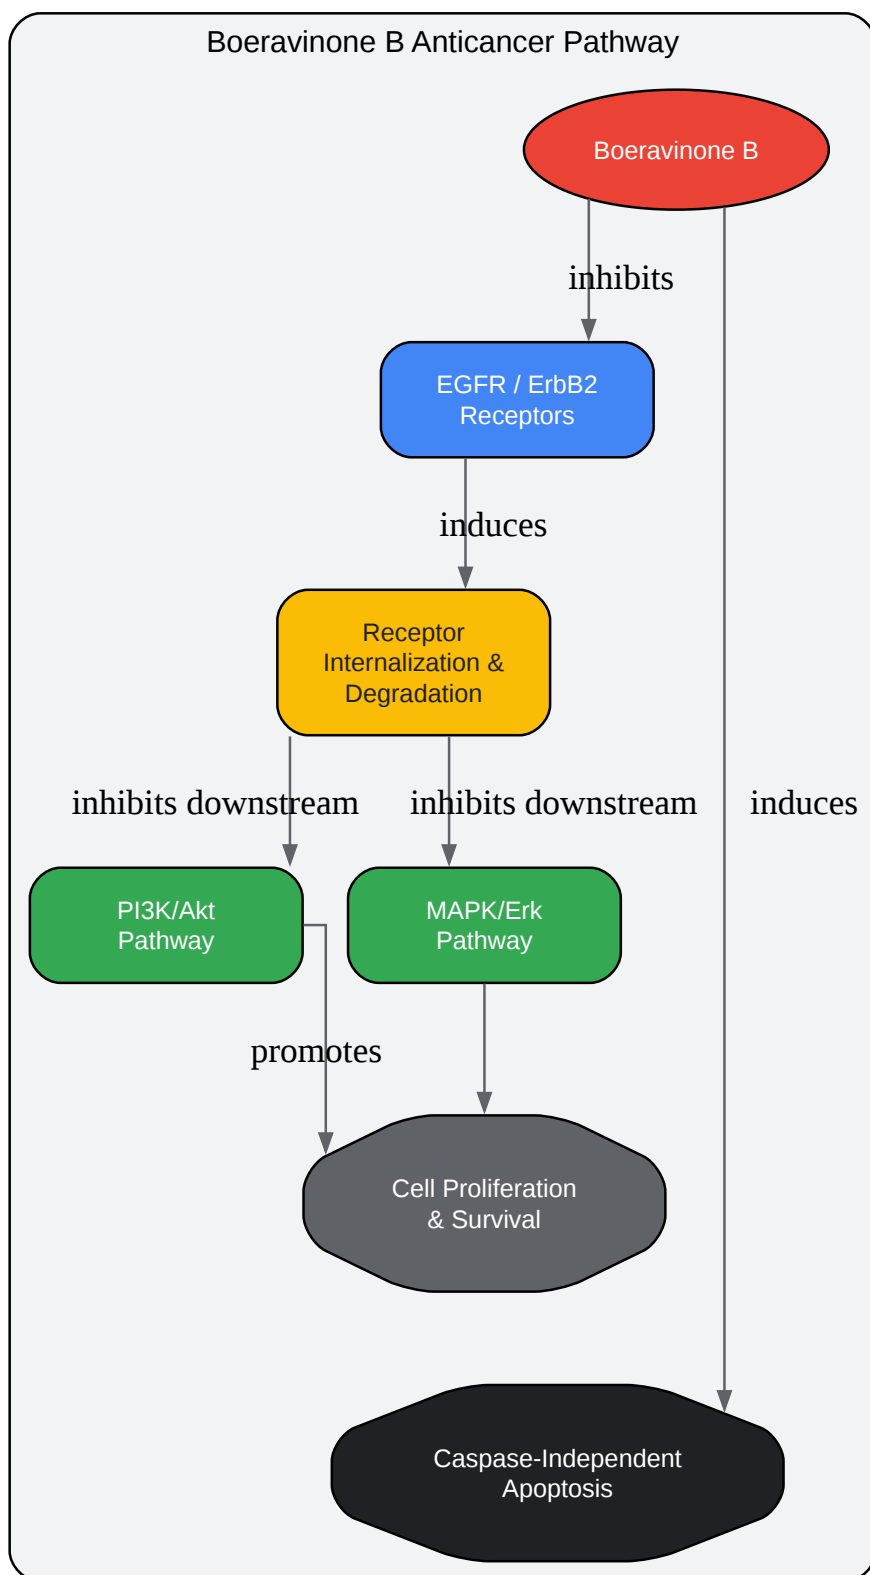 Boeravinone B Anticancer Pathway
Boeravinone B
inhibits
EGFR / ErbB2
Receptors
induces
Receptor
Internalization &
Degradation
inhibits downstream
inhibits downstream
induces
PI3K/Akt
Pathway
MAPK/Erk
Pathway
promotes
Cell Proliferation
& Survival
Caspase-Independent
Apoptosis